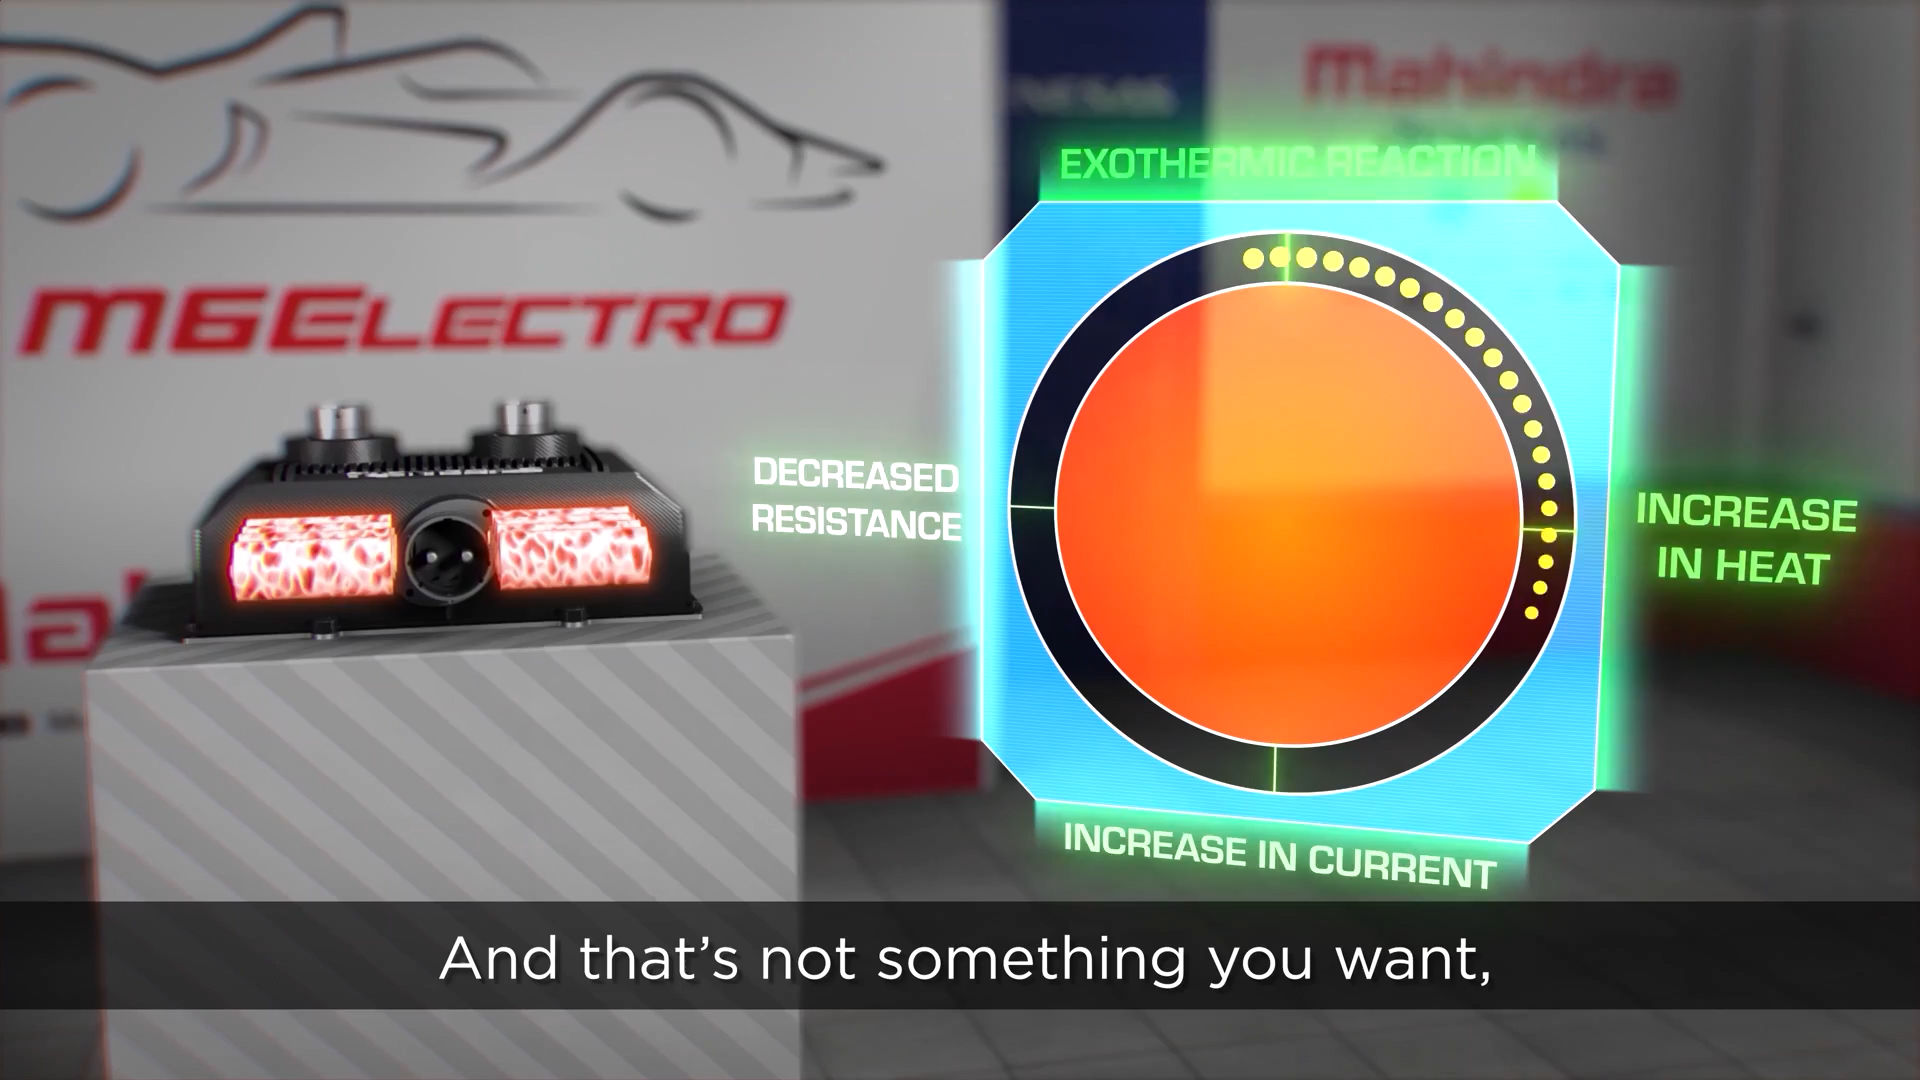 Mahindra
EXOTHERMIC REACTION
M6ELECTRO
DECREASED
RESISTANCE
INCREASE
IN HEAT
INCREASE IN CURRENT
And that's not something you want,